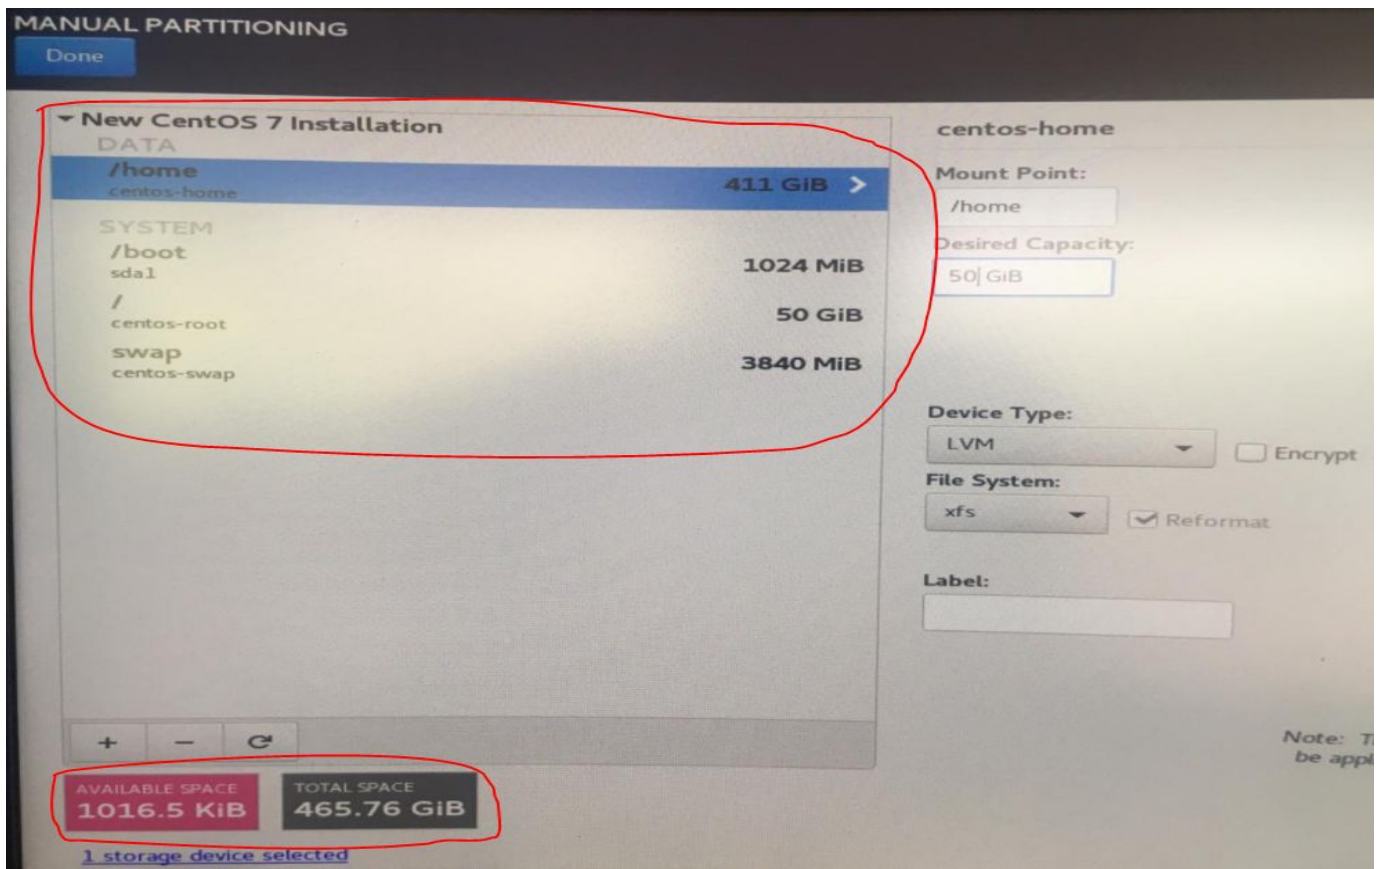 MANUAL PARTITIONING
Done
New CentOS 7 Installation
DATA
/home
centos-home
411 GiB
SYSTEM
/boot
sda1
1024 MiB
/
centos-root
50 GiB
swap
centos-swap
3840 MiB
AVAILABLE SPACE
1016.5 KiB
TOTAL SPACE
465.76 GiB
1 storage device selected
centos-home
Mount Point:
/home
Desired Capacity:
50 GiB
Device Type:
LVM
Encrypt
File System:
xfs
Reformat
Label:
Note:
be